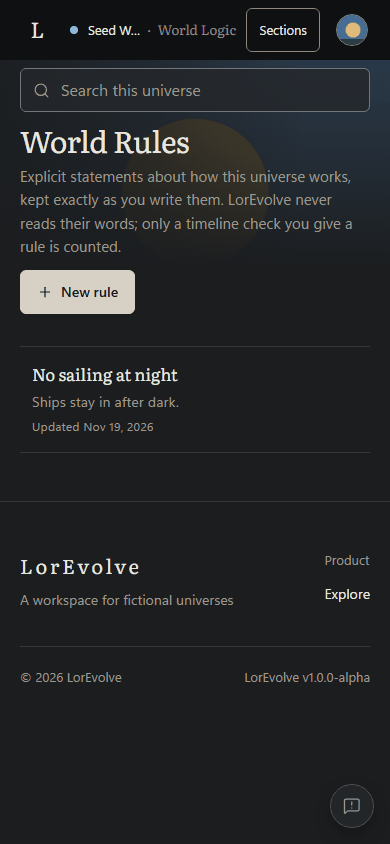 L
Seed W... · World Logic
Sections
Search this universe
World Rules
Explicit statements about how this universe works,
kept exactly as you write them. LorEvolve never
reads their words; only a timeline check you give a
rule is counted.
+ New rule
No sailing at night
Ships stay in after dark.
Updated Nov 19, 2026
LorEvolve
Product
A workspace for fictional universes
Explore
© 2026 LorEvolve
LorEvolve v1.0.0-alpha